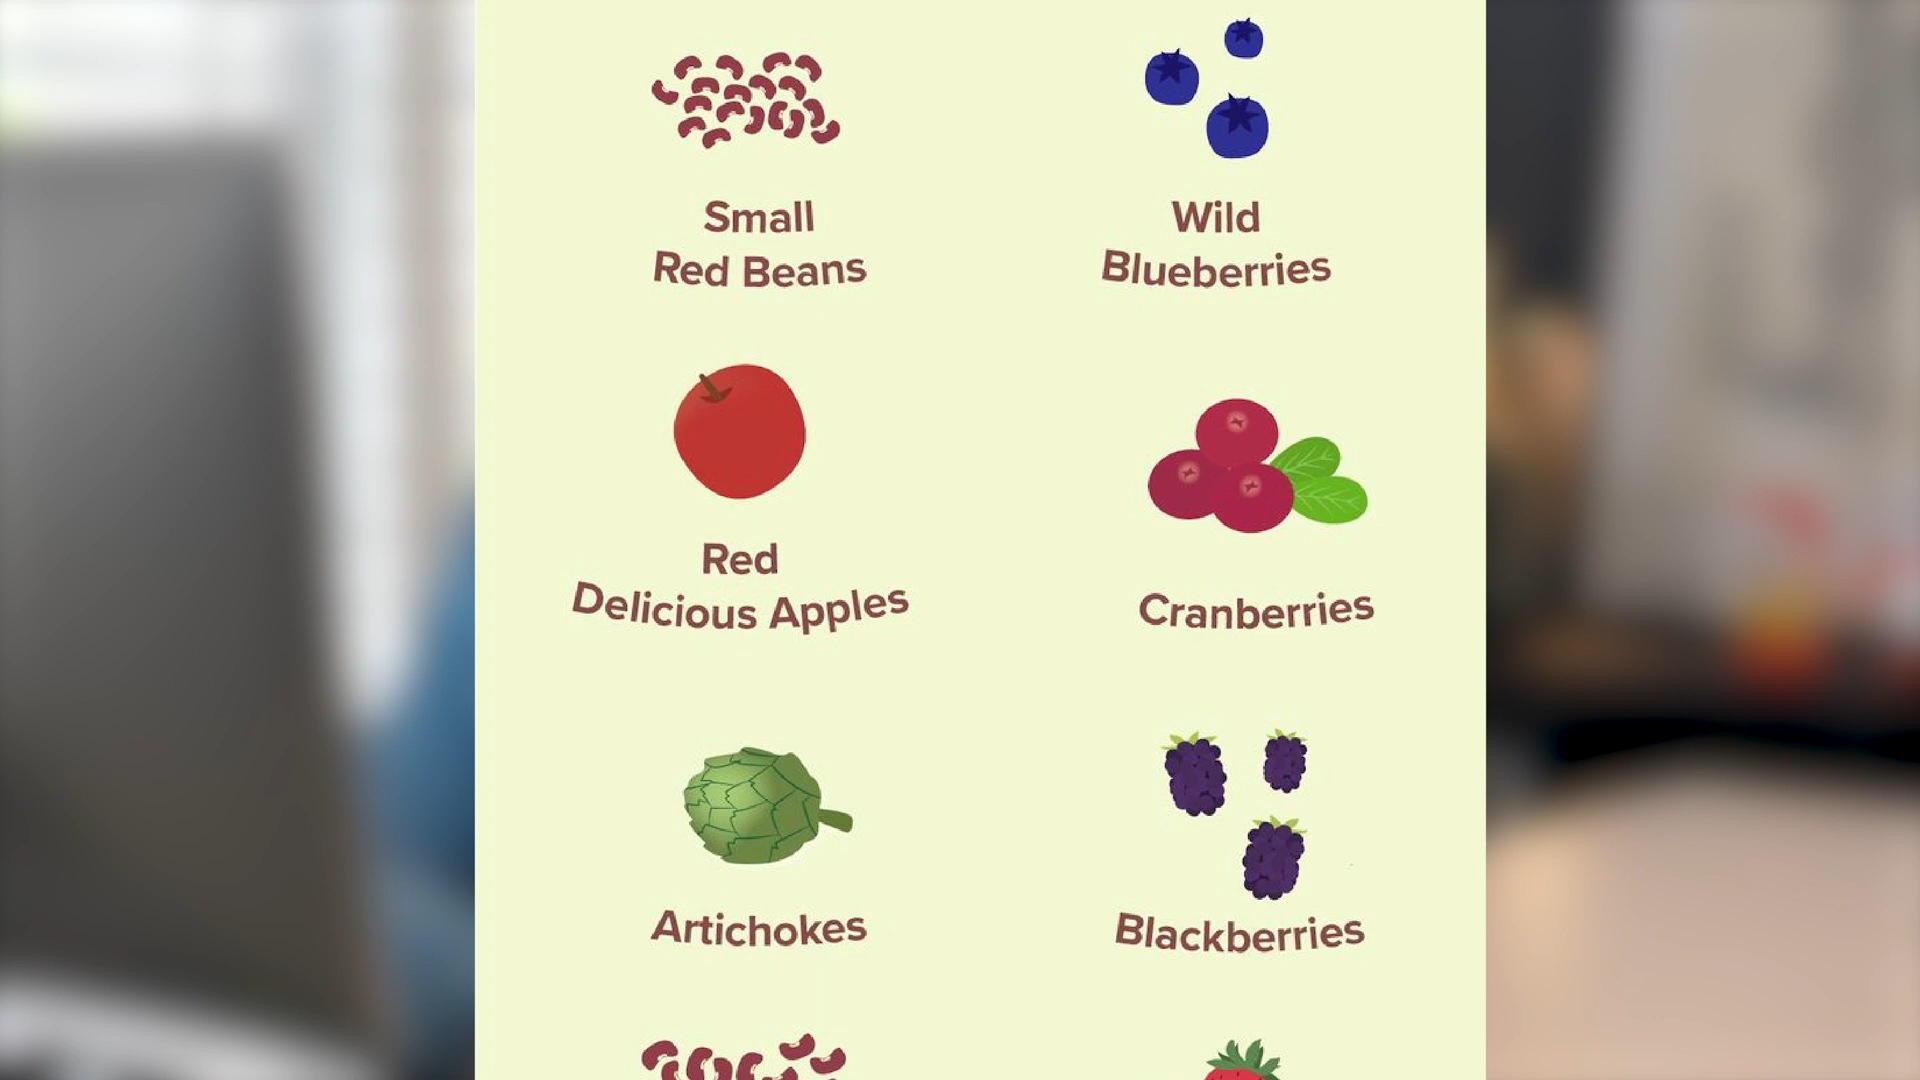 Small
Red Beans
Wild
Blueberries
Red
Delicious Apples
Cranberries
Artichokes
Blackberries